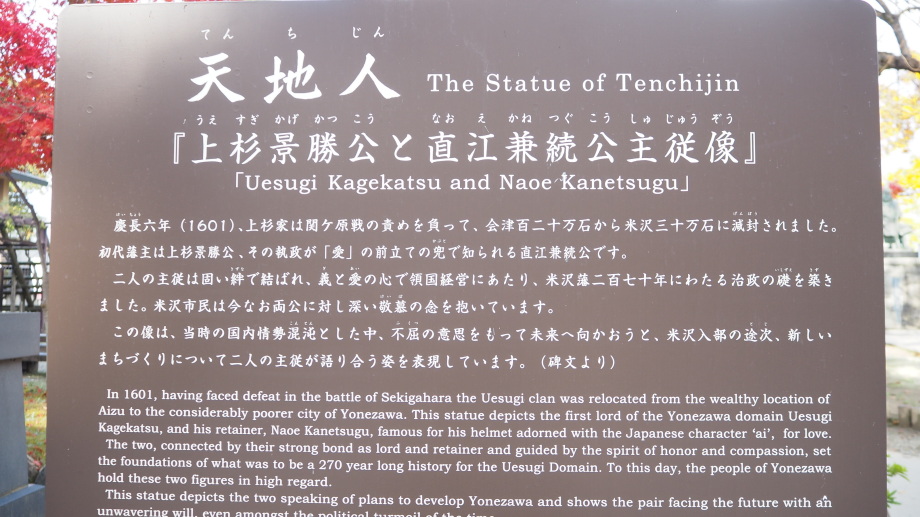 てん ち じん
天地人 The Statue of Tenchijin
うえ すぎ かげ かつ こう なお え かね つぐ こう しゅ じゅう ぞう
『上杉景勝公と直江兼続公主従像』
「Uesugi Kagekatsu and Naoe Kanetsugu」
慶長六年（1601）、上杉家は関ケ原戦の責めを負って、会津百二十万石から米沢三十万石に減封されました。
初代藩主は上杉景勝公、その執政が「愛」の前立ての兜で知られる直江兼続公です。
二人の主従は固い絆で結ばれ、義と愛の心で領国経営にあたり、米沢藩二百七十年にわたる治政の礎を築き
ました。米沢市民は今なお両公に対し深い敬慕の念を抱いています。
この像は、当時の国内情勢混沌とした中、不屈の意思をもって未来へ向かおうと、米沢入部の途次、新しい
まちづくりについて二人の主従が語り合う姿を表現しています。（碑文より）
In 1601, having faced defeat in the battle of Sekigahara the Uesugi clan was relocated from the wealthy location of
Aizu to the considerably poorer city of Yonezawa. This statue depicts the first lord of the Yonezawa domain Uesugi
Kagekatsu, and his retainer, Naoe Kanetsugu, famous for his helmet adorned with the Japanese character ‘ai’, for love.
The two, connected by their strong bond as lord and retainer and guided by the spirit of honor and compassion, set
the foundations of what was to be a 270 year long history for the Uesugi Domain. To this day, the people of Yonezawa
hold these two figures in high regard.
This statue depicts the two speaking of plans to develop Yonezawa and shows the pair facing the future with an
unwavering will, even amongst the political turmoil of the time.